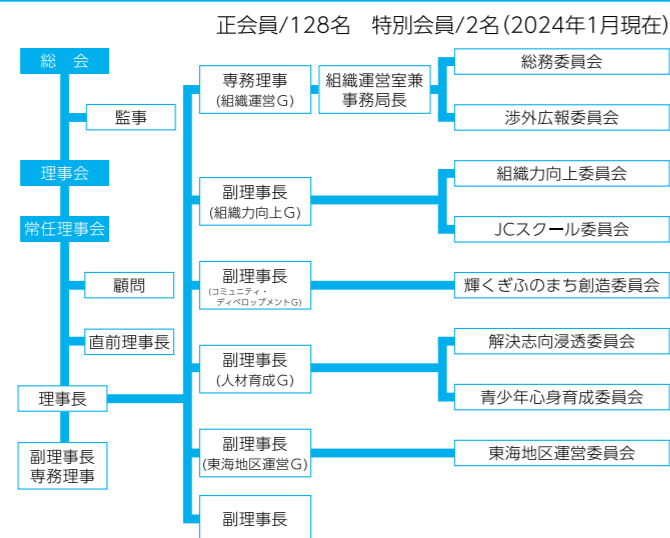 正会員/128名　特別会員/2名(2024年1月現在)
総　会
監事
理事会
常任理事会
顧問
直前理事長
理事長
副理事長
専務理事
専務理事
(組織運営G)
組織運営室兼
事務局長
総務委員会
渉外広報委員会
副理事長
(組織力向上G)
組織力向上委員会
JCスクール委員会
副理事長
(コミュニティ・
ディベロップメントG)
輝くぎふのまち創造委員会
副理事長
(人材育成G)
解決志向浸透委員会
青少年心身育成委員会
副理事長
(東海地区運営G)
東海地区運営委員会
副理事長